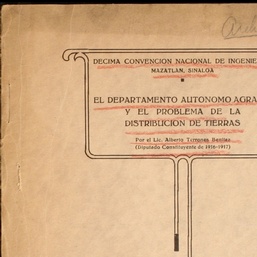 DECIMA CONVENCION NACIONAL DE INGENIE
MAZATLAN, SINALOA
EL DEPARTAMENTO AUTONOMO AGRA
Y EL PROBLEMA DE LA
DISTRIBUCION DE TIERRAS
Por el Lic. Alberto Terrones Benitez
(Diputado Constituyente de 1916-1917)